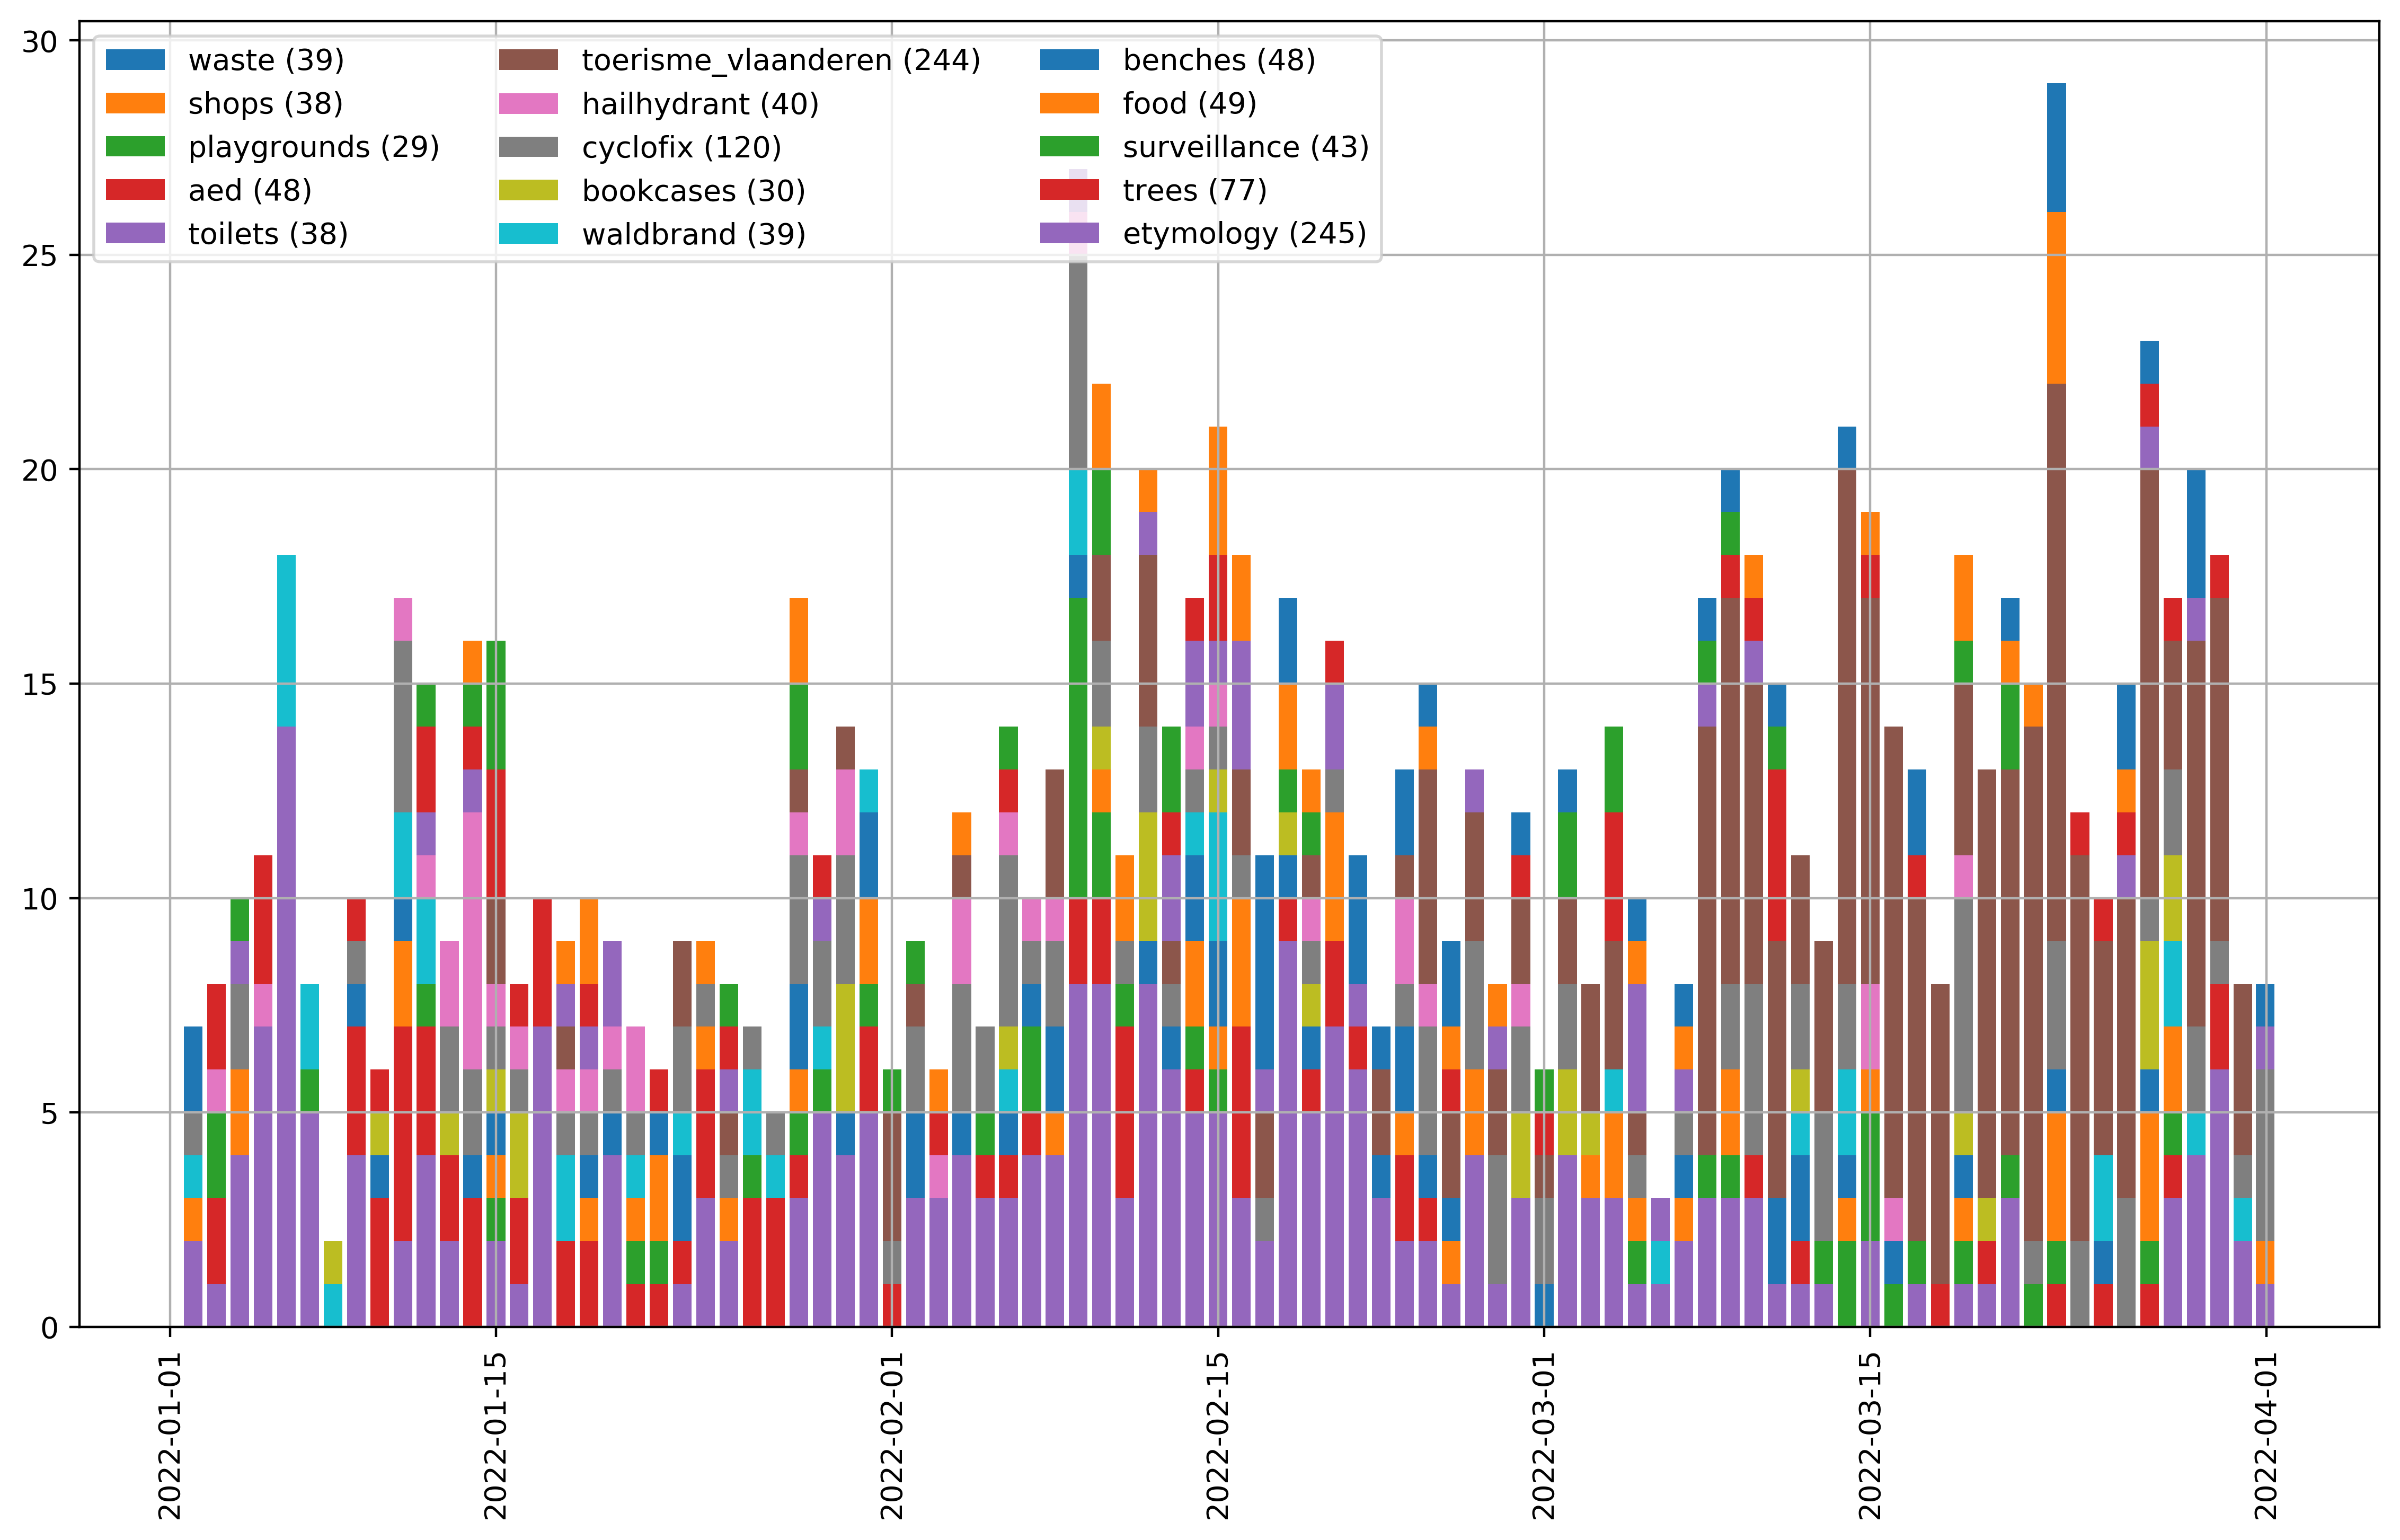 30
25
20
15
10
5
0
waste (39)
shops (38)
playgrounds (29)
aed (48)
toilets (38)
toerisme_vlaanderen (244)
hailhydrant (40)
cyclofix (120)
bookcases (30)
waldbrand (39)
benches (48)
food (49)
surveillance (43)
trees (77)
etymology (245)
2022-01-01
2022-01-15
2022-02-01
2022-02-15
2022-03-01
2022-03-15
2022-04-01